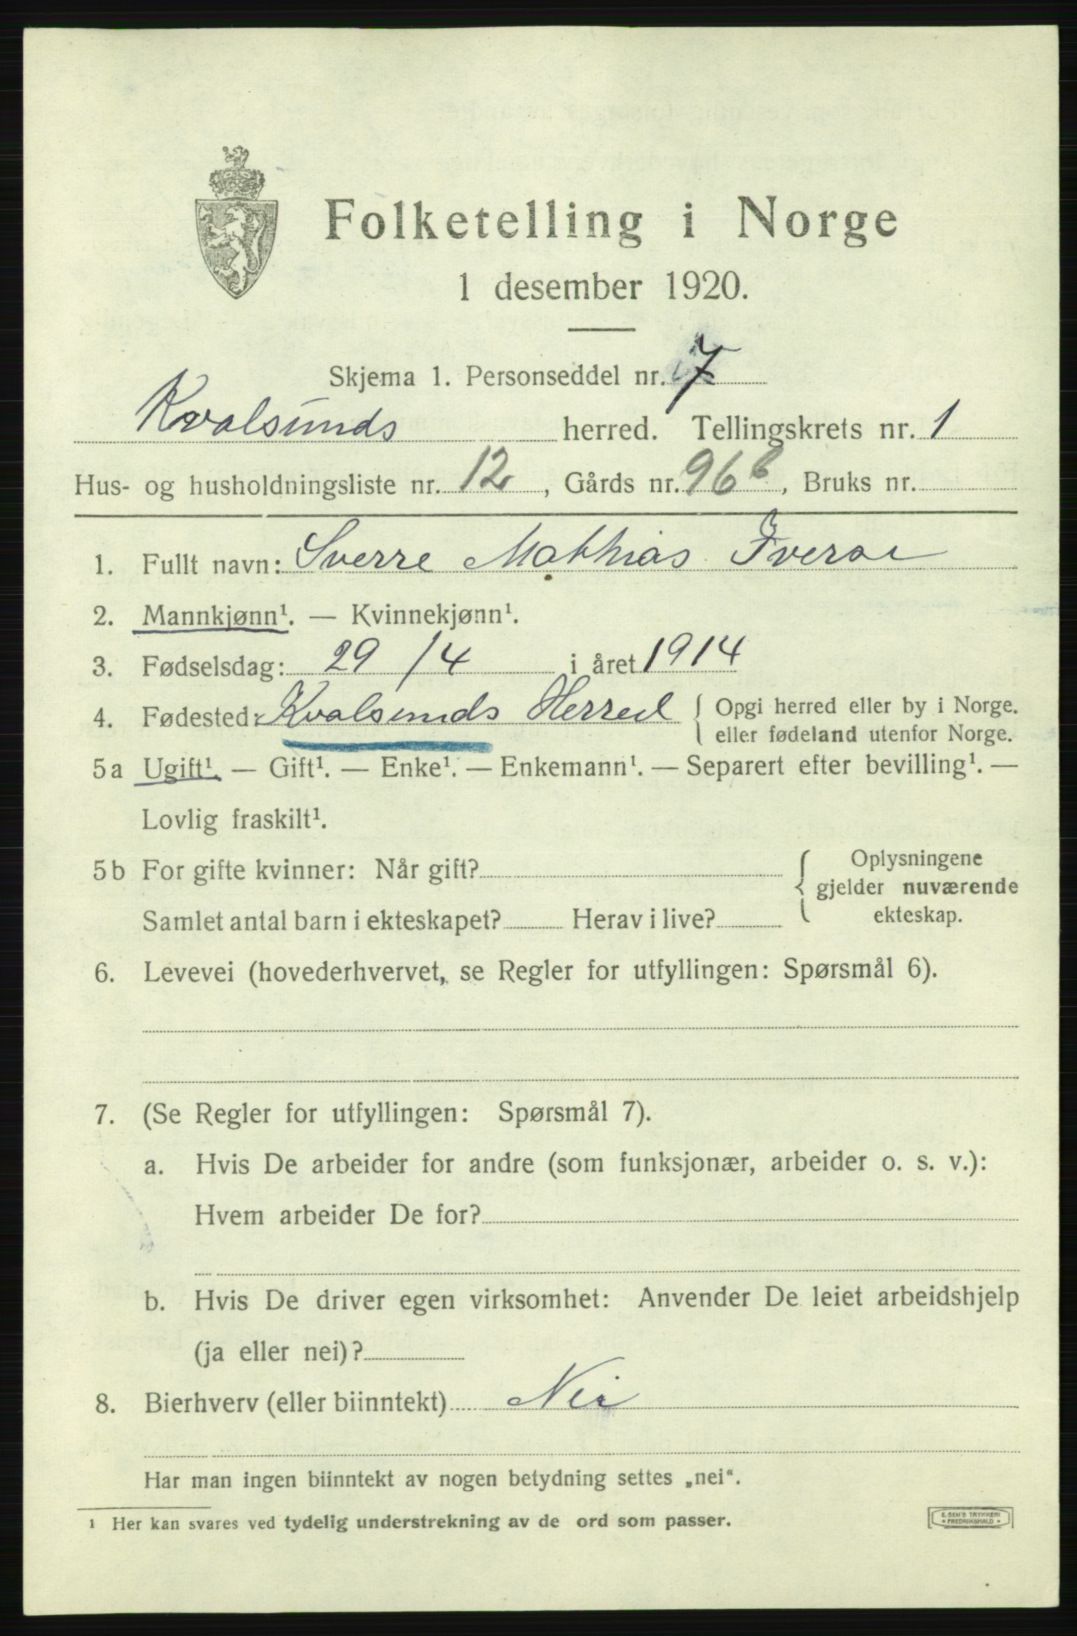 Folketelling i Norge
1 desember 1920.
Skjema 1. Personseddel nr. 7
Kvalsunds herred. Tellingskrets nr. 1
Hus- og husholdningsliste nr. 12, Gårds nr. 96 b, Bruks nr.
1. Fullt navn: Sverre Mathias
2. Mannkjønn¹. — Kvinnekjønn¹.
3. Fødselsdag: 29/4 i året 1914
4. Fødested: Kvalsunds Herred { Opgi herred eller by i Norge.
eller fødeland utenfor Norge.
5a Ugift¹. — Gift¹. — Enke¹. — Enkemann¹. — Separert efter bevilling¹. —
Lovlig fraskilt¹.
5b For gifte kvinner: Når gift? { Oplysningene
gjelder nuværende
Samlet antal barn i ekteskapet? Herav i live? ekteskap.
6. Levevei (hovederhvervet, se Regler for utfyllingen: Spørsmål 6).
7. (Se Regler for utfyllingen: Spørsmål 7).
a. Hvis De arbeider for andre (som funksjonær, arbeider o. s. v.):
Hvem arbeider De for?
b. Hvis De driver egen virksomhet: Anvender De leiet arbeidshjelp
(ja eller nei)?
8. Bierhverv (eller biinntekt) Nei
Har man ingen biinntekt av nogen betydning settes „nei“.
¹ Her kan svares ved tydelig understrekning av de ord som passer.